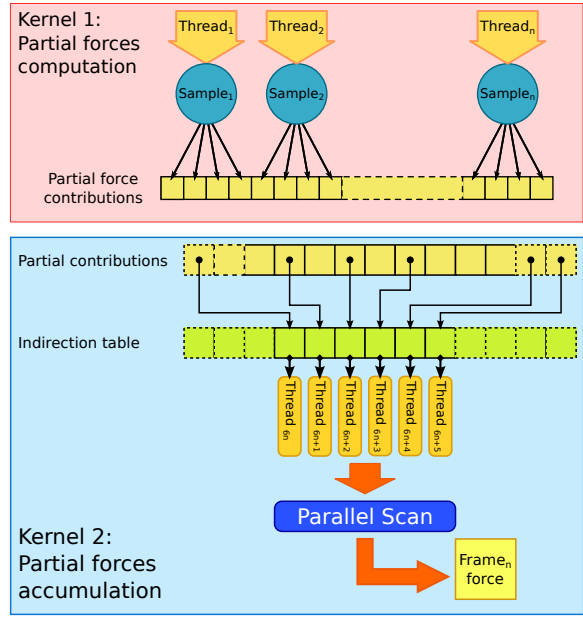 Kernel 1:
Partial forces
computation
Thread₁
Thread₂
Threadₙ
Sample₁
Sample₂
Sampleₙ
Partial force
contributions
Partial contributions
Indirection table
Thread 6n
Thread 6n+1
Thread 6n+2
Thread 6n+3
Thread 6n+4
Thread 6n+5
Parallel Scan
Kernel 2:
Partial forces
accumulation
Frameₙ
force